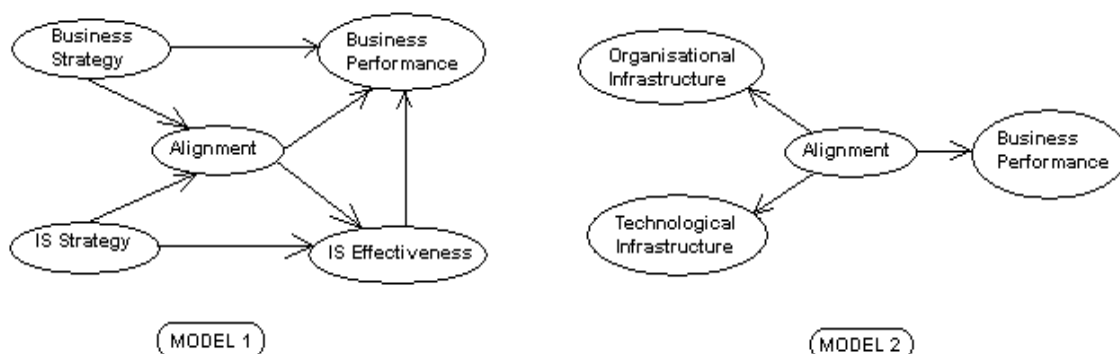 Business
Strategy
Business
Performance
Alignment
IS Strategy
IS Effectiveness
MODEL 1
Organisational
Infrastructure
Alignment
Business
Performance
Technological
Infrastructure
MODEL 2